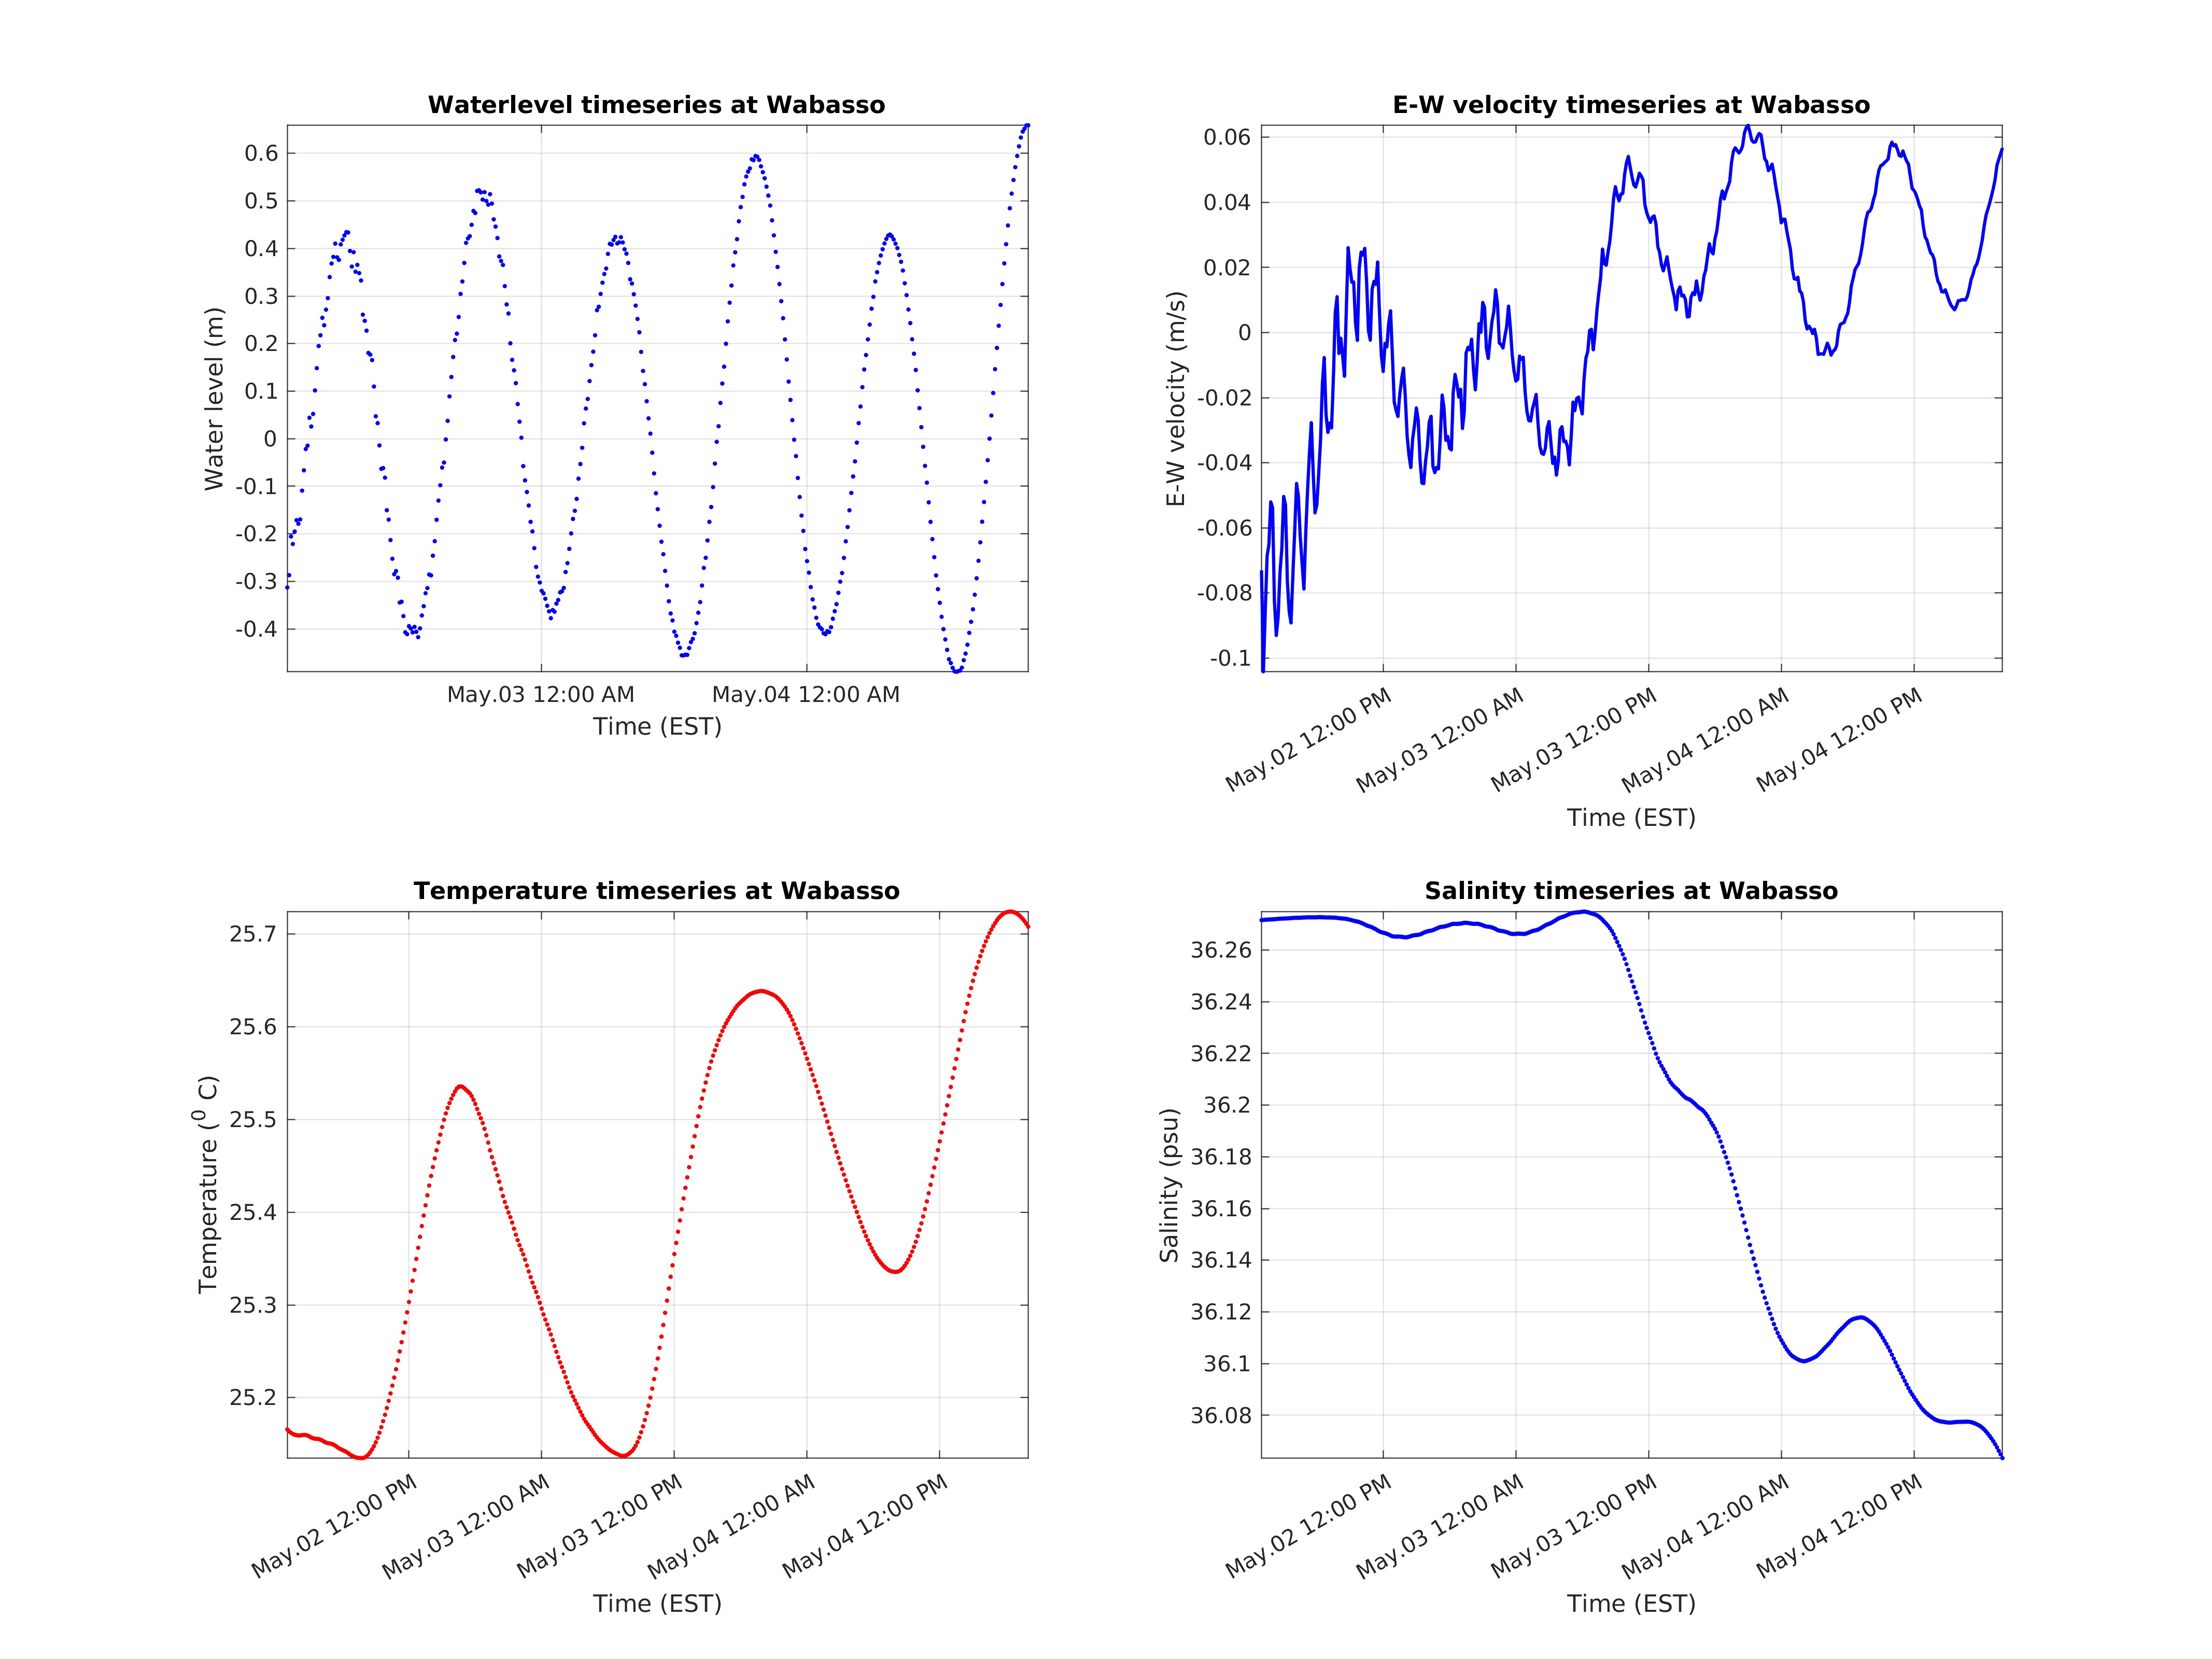 Waterlevel timeseries at Wabasso
0.6
0.5
0.4
0.3
0.2
0.1
0
-0.1
-0.2
-0.3
-0.4
Water level (m)
May.03 12:00 AM
May.04 12:00 AM
Time (EST)
E-W velocity timeseries at Wabasso
0.06
0.04
0.02
0
-0.02
-0.04
-0.06
-0.08
-0.1
E-W velocity (m/s)
May.02 12:00 PM
May.03 12:00 AM
May.03 12:00 PM
May.04 12:00 AM
May.04 12:00 PM
Time (EST)
Temperature timeseries at Wabasso
25.7
25.6
25.5
25.4
25.3
25.2
Temperature (⁰ C)
May.02 12:00 PM
May.03 12:00 AM
May.03 12:00 PM
May.04 12:00 AM
May.04 12:00 PM
Time (EST)
Salinity timeseries at Wabasso
36.26
36.24
36.22
36.2
36.18
36.16
36.14
36.12
36.1
36.08
Salinity (psu)
May.02 12:00 PM
May.03 12:00 AM
May.03 12:00 PM
May.04 12:00 AM
May.04 12:00 PM
Time (EST)